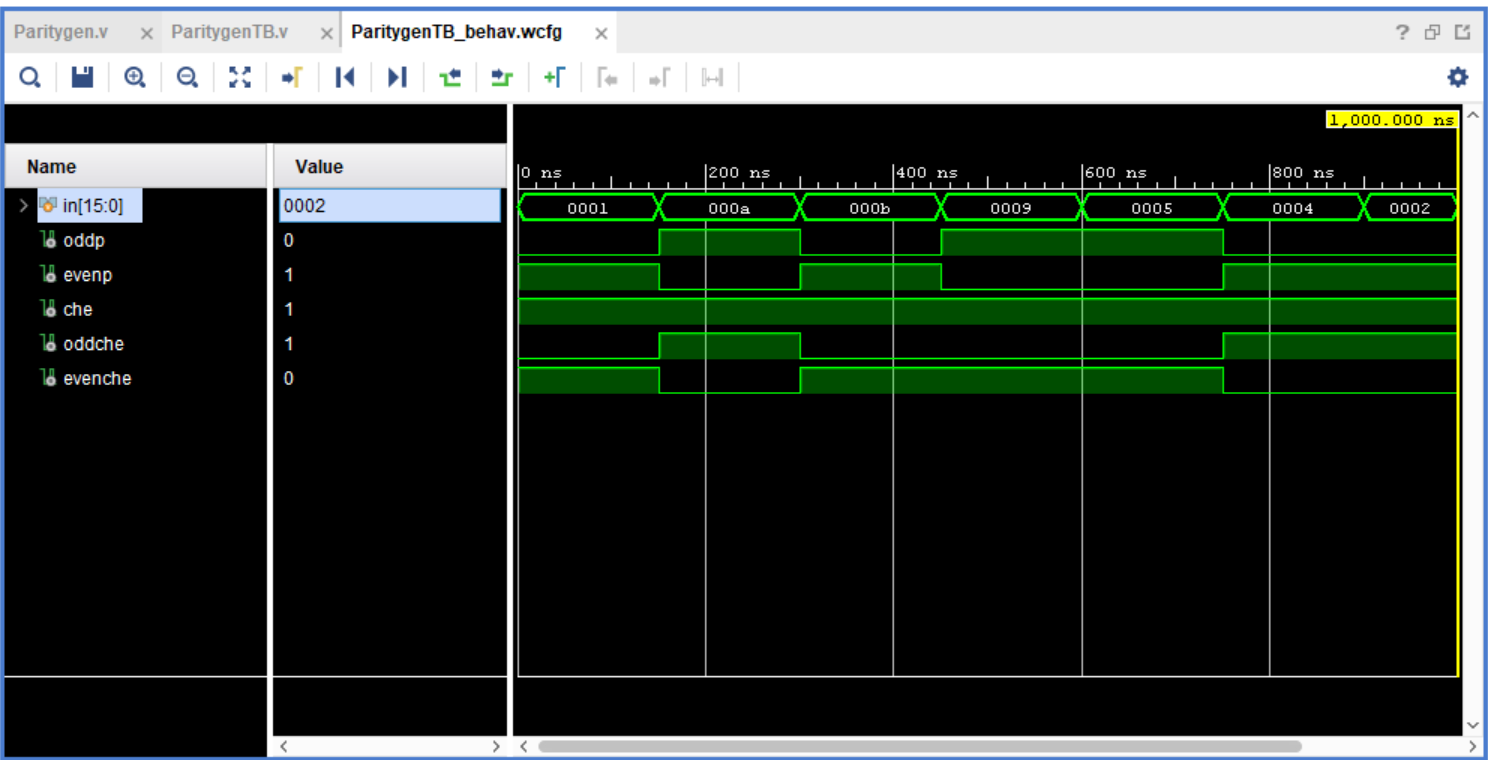 Paritygen.v × ParitygenTB.v × ParitygenTB_behav.wcfg × ?
1,000.000 ns
Name Value
0 ns 200 ns 400 ns 600 ns 800 ns
in[15:0] 0002 0001 000a 000b 0009 0005 0004 0002
oddp 0
evenp 1
che 1
oddche 1
evenche 0